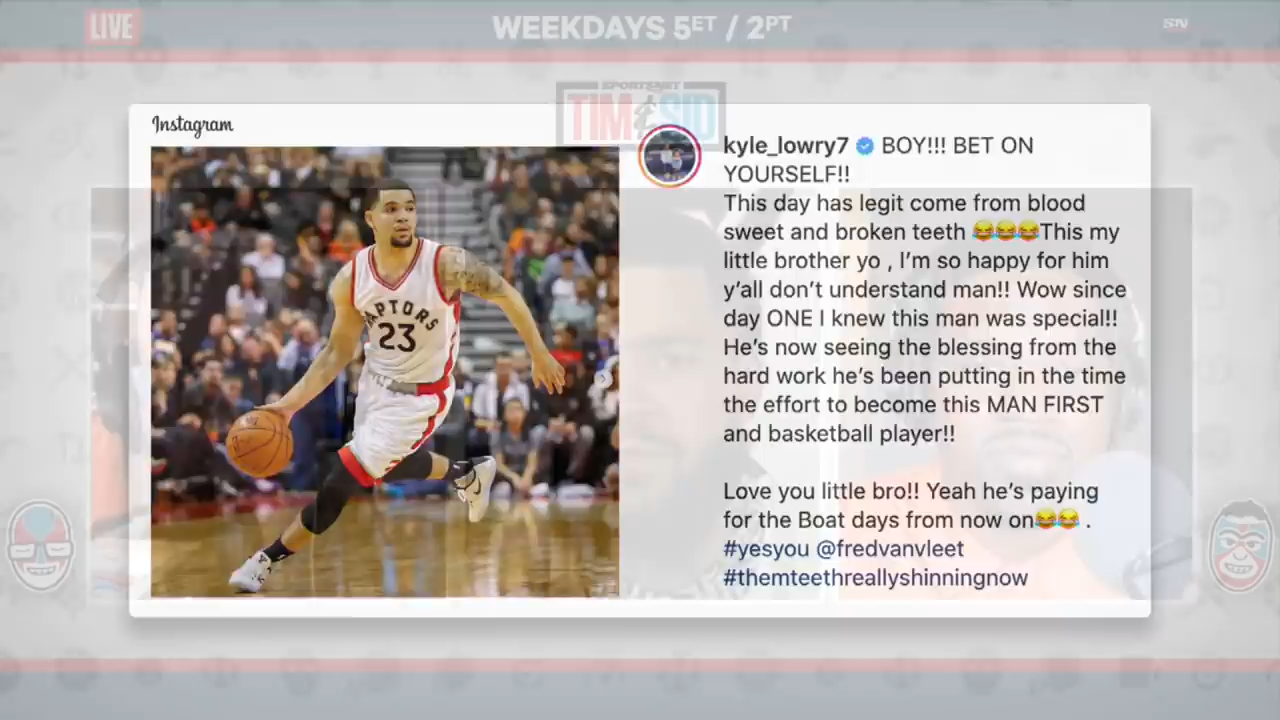 LIVE
WEEKDAYS 5ET / 2PT
SN
SPORTSNET
TIM & SID
Instagram
kyle_lowry7 BOY!!! BET ON
YOURSELF!!
This day has legit come from blood
sweet and broken teeth 😂😂😂This my
little brother yo , I’m so happy for him
y’all don’t understand man!! Wow since
day ONE I knew this man was special!!
He’s now seeing the blessing from the
hard work he’s been putting in the time
the effort to become this MAN FIRST
and basketball player!!
Love you little bro!! Yeah he’s paying
for the Boat days from now on😂😂 .
#yesyou @fredvanvleet
#themteethreallyshinningnow
RAPTORS
23